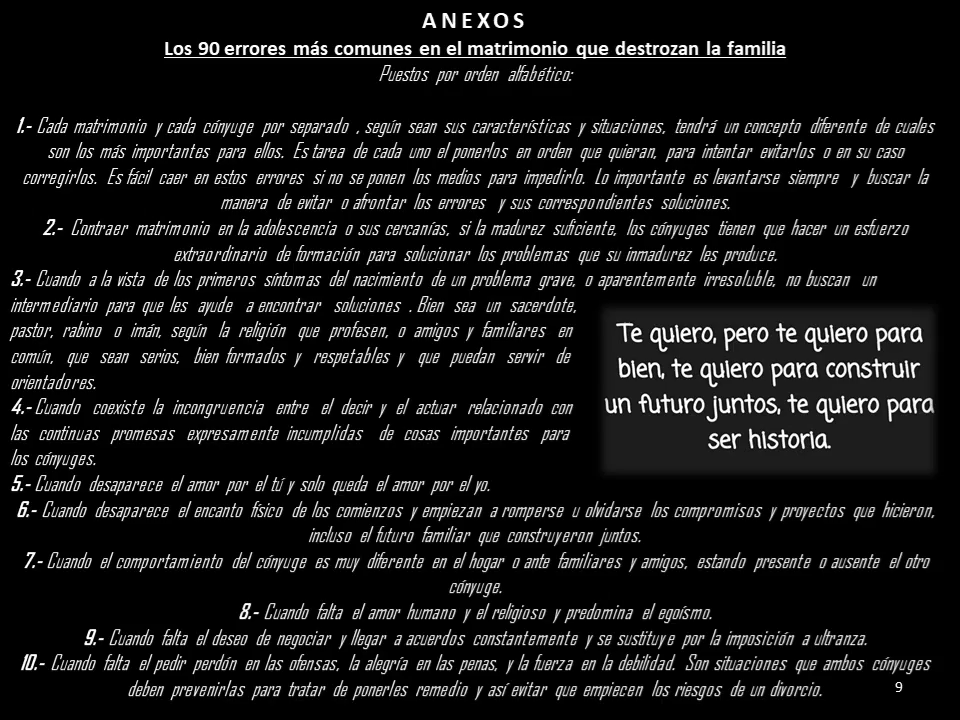 ANEXOS
Los 90 errores más comunes en el matrimonio que destrozan la familia
Puestos por orden alfabético:
1.- Cada matrimonio y cada cónyuge por separado , según sean sus características y situaciones, tendrá un concepto diferente de cuales
son los más importantes para ellos. Es tarea de cada uno el ponerlos en orden que quieran, para intentar evitarlos o en su caso
corregirlos. Es fácil caer en estos errores si no se ponen los medios para impedirlo. Lo importante es levantarse siempre y buscar la
manera de evitar o afrontar los errores y sus correspondientes soluciones.
2.- Contraer matrimonio en la adolescencia o sus cercanías, si la madurez suficiente, los cónyuges tienen que hacer un esfuerzo
extraordinario de formación para solucionar los problemas que su inmadurez les produce.
3.- Cuando a la vista de los primeros síntomas del nacimiento de un problema grave, o aparentemente irresoluble, no buscan un
intermediario para que les ayude a encontrar soluciones . Bien sea un sacerdote,
pastor, rabino o imán, según la religión que profesen, o amigos y familiares en
común, que sean serios, bien formados y respetables y que puedan servir de
orientadores.
4.- Cuando coexiste la incongruencia entre el decir y el actuar relacionado con
las continuas promesas expresamente incumplidas de cosas importantes para
los cónyuges.
Te quiero, pero te quiero para
bien, te quiero para construir
un futuro juntos, te quiero para
ser historia.
5.- Cuando desaparece el amor por el tú y solo queda el amor por el yo.
6.- Cuando desaparece el encanto físico de los comienzos y empiezan a romperse u olvidarse los compromisos y proyectos que hicieron,
incluso el futuro familiar que construyeron juntos.
7.- Cuando el comportamiento del cónyuge es muy diferente en el hogar o ante familiares y amigos, estando presente o ausente el otro
cónyuge.
8.- Cuando falta el amor humano y el religioso y predomina el egoísmo.
9.- Cuando falta el deseo de negociar y llegar a acuerdos constantemente y se sustituye por la imposición a ultranza.
10.- Cuando falta el pedir perdón en las ofensas, la alegría en las penas, y la fuerza en la debilidad. Son situaciones que ambos cónyuges
deben prevenirlas para tratar de ponerles remedio y así evitar que empiecen los riesgos de un divorcio.
9